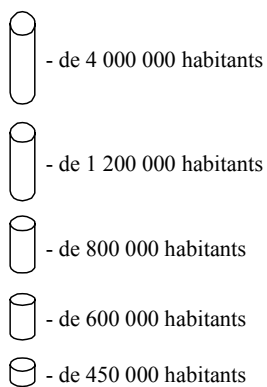 - de 4 000 000 habitants
- de 1 200 000 habitants
- de 800 000 habitants
- de 600 000 habitants
- de 450 000 habitants